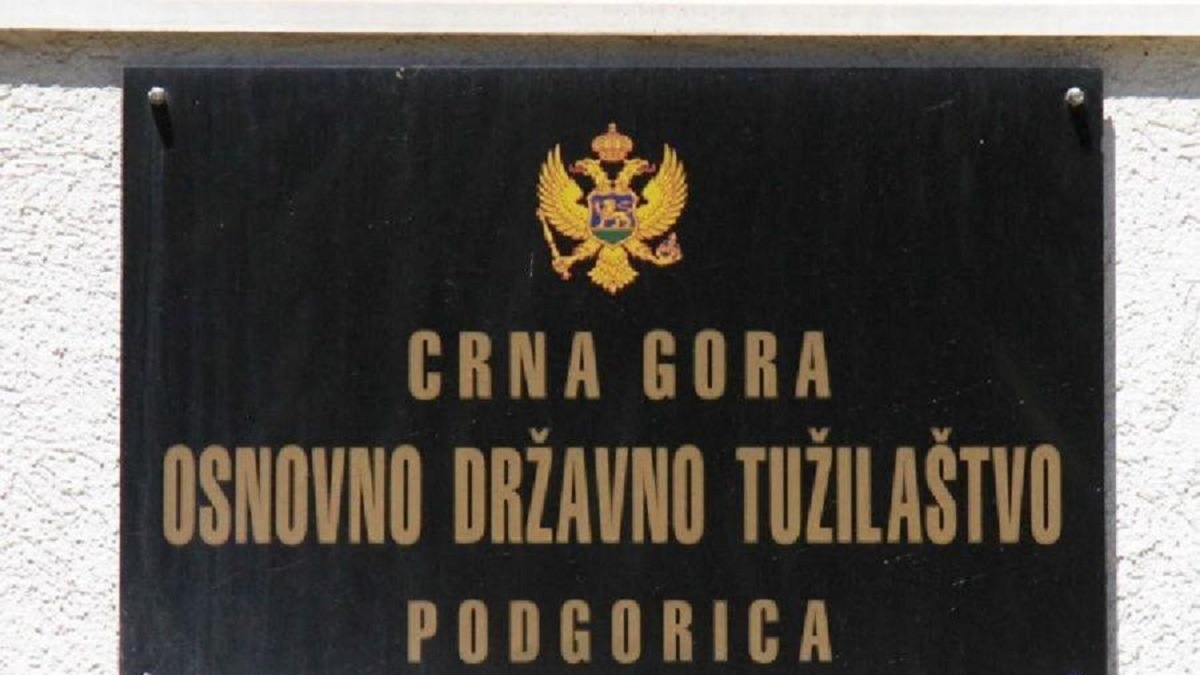 CRNA GORA
OSNOVNO DRŽAVNO TUŽILAŠTVO
PODGORICA